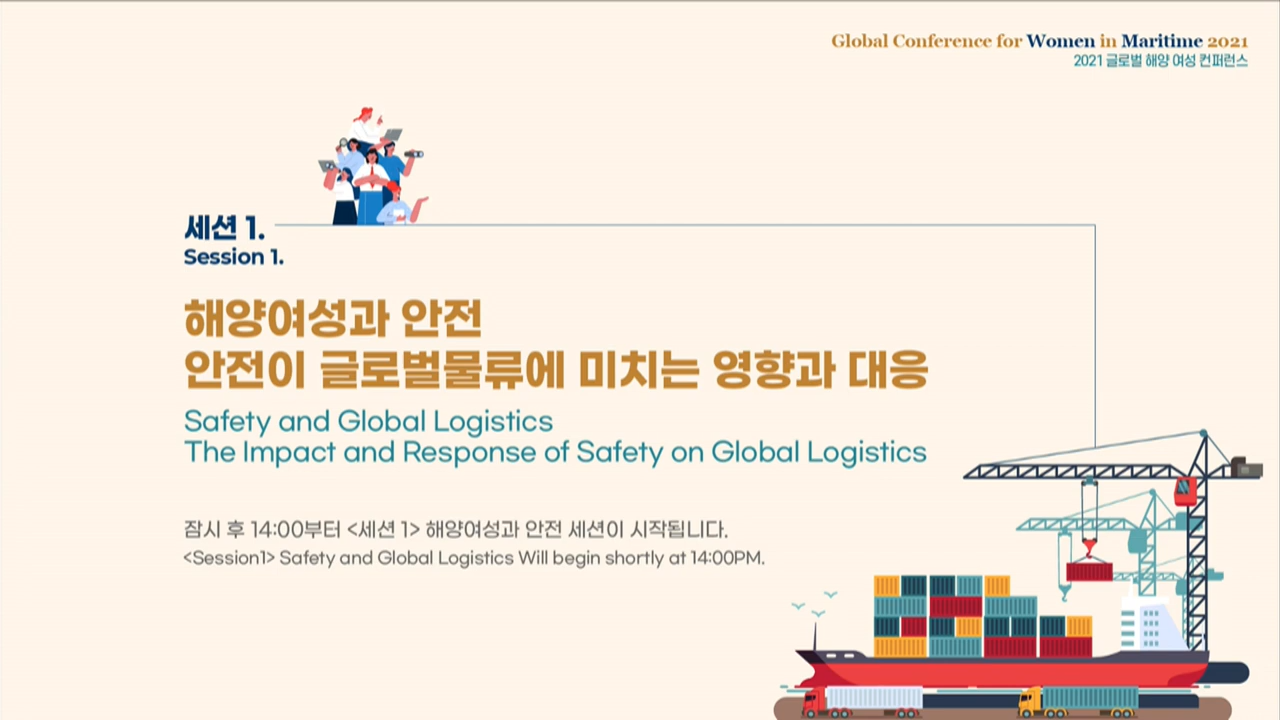 Global Conference for Women in Maritime 2021
2021 글로벌 해양 여성 컨퍼런스
세션 1.
Session 1.
해양여성과 안전
안전이 글로벌물류에 미치는 영향과 대응
Safety and Global Logistics
The Impact and Response of Safety on Global Logistics
잠시 후 14:00부터 <세션 1> 해양여성과 안전 세션이 시작됩니다.
<Session1> Safety and Global Logistics Will begin shortly at 14:00PM.